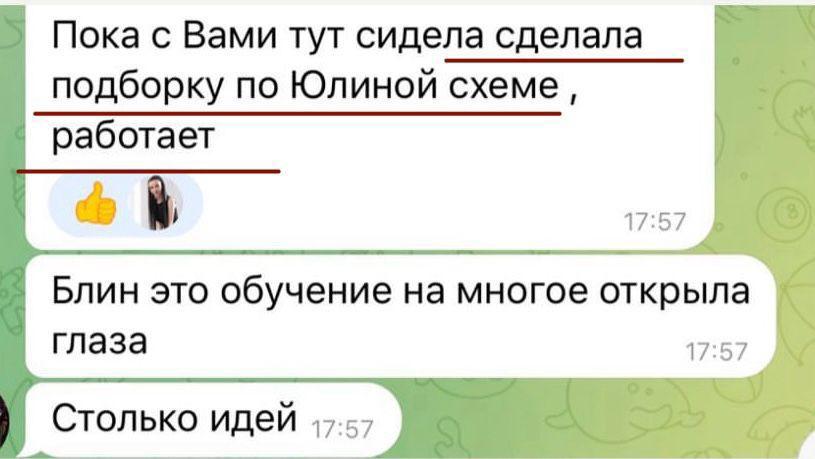 Пока с Вами тут сидела сделала
подборку по Юлиной схеме ,
работает
17:57
Блин это обучение на многое открыла
глаза
17:57
Столько идей 17:57